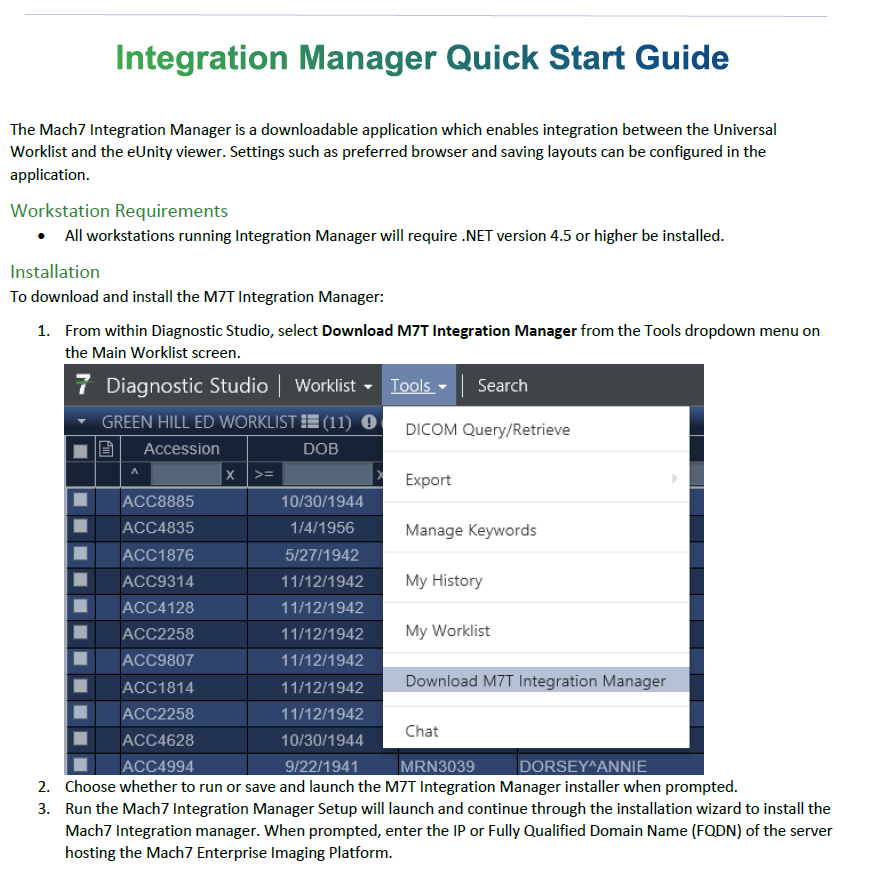 Integration Manager Quick Start Guide
The Mach7 Integration Manager is a downloadable application which enables integration between the Universal
Worklist and the eUnity viewer. Settings such as preferred browser and saving layouts can be configured in the
application.
Workstation Requirements
• All workstations running Integration Manager will require .NET version 4.5 or higher be installed.
Installation
To download and install the M7T Integration Manager:
1. From within Diagnostic Studio, select Download M7T Integration Manager from the Tools dropdown menu on
the Main Worklist screen.
7 Diagnostic Studio | Worklist Tools | Search
GREEN HILL ED WORKLIST (11)
Accession DOB
^ X >= x
ACC8885 10/30/1944
ACC4835 1/4/1956
ACC1876 5/27/1942
ACC9314 11/12/1942
ACC4128 11/12/1942
ACC2258 11/12/1942
ACC9807 11/12/1942
ACC1814 11/12/1942
ACC2258 11/12/1942
ACC4628 10/30/1944
ACC4994 9/22/1941 MRN3039 DORSEY^ANNIE
DICOM Query/Retrieve
Export
Manage Keywords
My History
My Worklist
Download M7T Integration Manager
Chat
2. Choose whether to run or save and launch the M7T Integration Manager installer when prompted.
3. Run the Mach7 Integration Manager Setup will launch and continue through the installation wizard to install the
Mach7 Integration manager. When prompted, enter the IP or Fully Qualified Domain Name (FQDN) of the server
hosting the Mach7 Enterprise Imaging Platform.